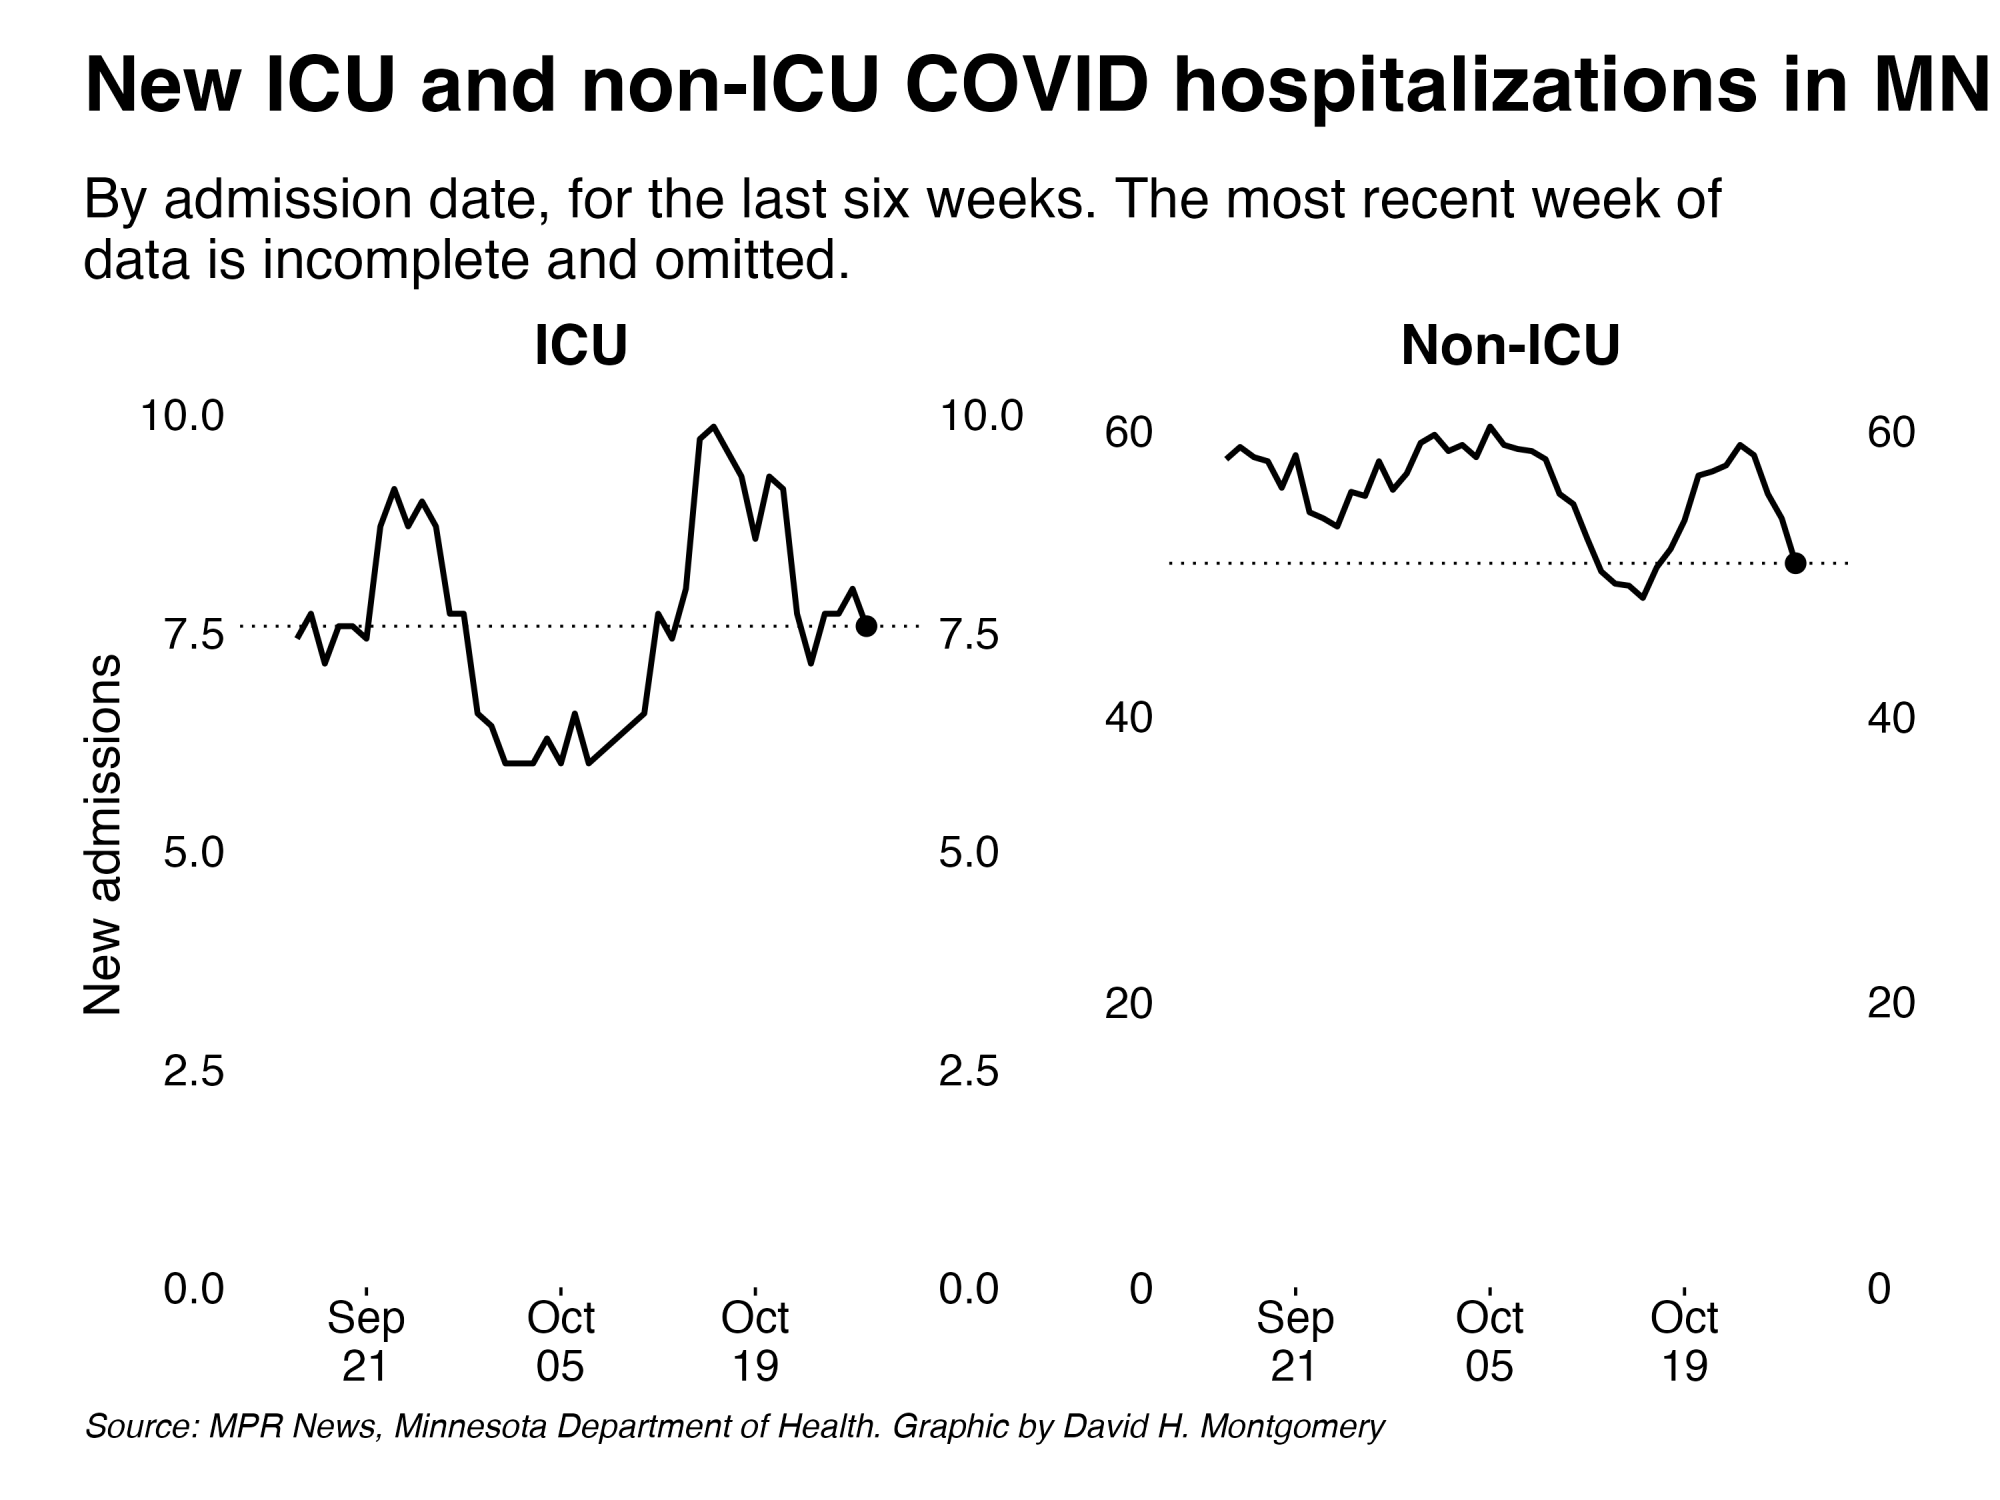 New ICU and non-ICU COVID hospitalizations in MN
By admission date, for the last six weeks. The most recent week of
data is incomplete and omitted.
ICU
New admissions
10.0
7.5
5.0
2.5
0.0
10.0
7.5
5.0
2.5
0.0
Sep
21
Oct
05
Oct
19
Non-ICU
60
40
20
0
60
40
20
0
Sep
21
Oct
05
Oct
19
Source: MPR News, Minnesota Department of Health. Graphic by David H. Montgomery